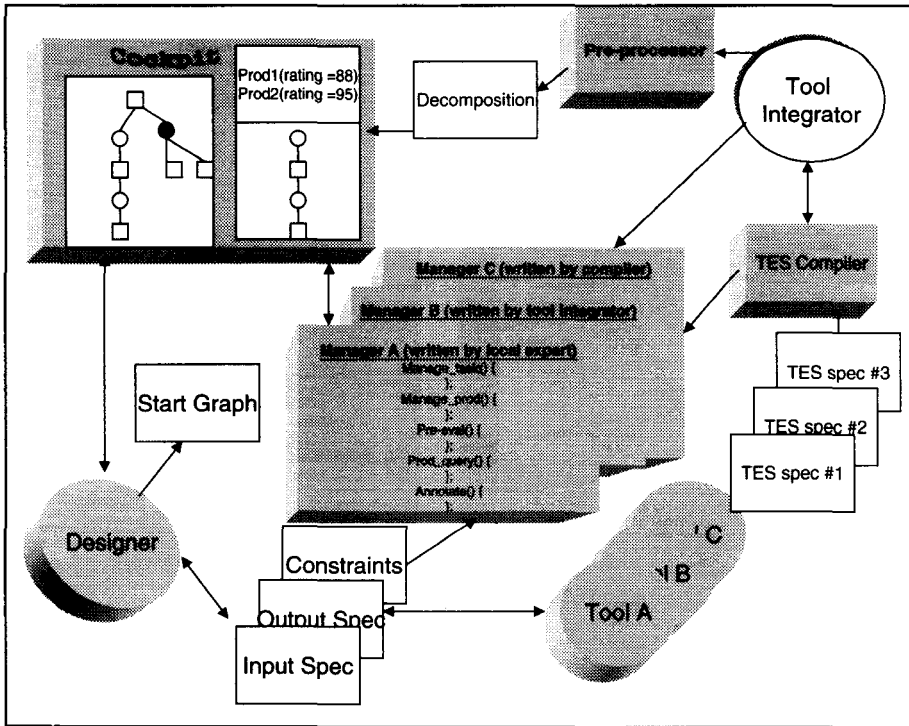 Cockpit
Prod1(rating =88)
Prod2(rating =95)
Decomposition
Pre-processor
Tool
Integrator
Manager C (written by compiler)
Manager B (written by tool integrator)
Manager A (written by local expert)
Manage_task() {
};
Manage_prod() {
};
Pre-eval() {
};
Prod_query() {
};
Annotate() {
};
TES Compiler
TES spec #3
TES spec #2
TES spec #1
Start Graph
Designer
Constraints
Output Spec
Input Spec
C
B
Tool A